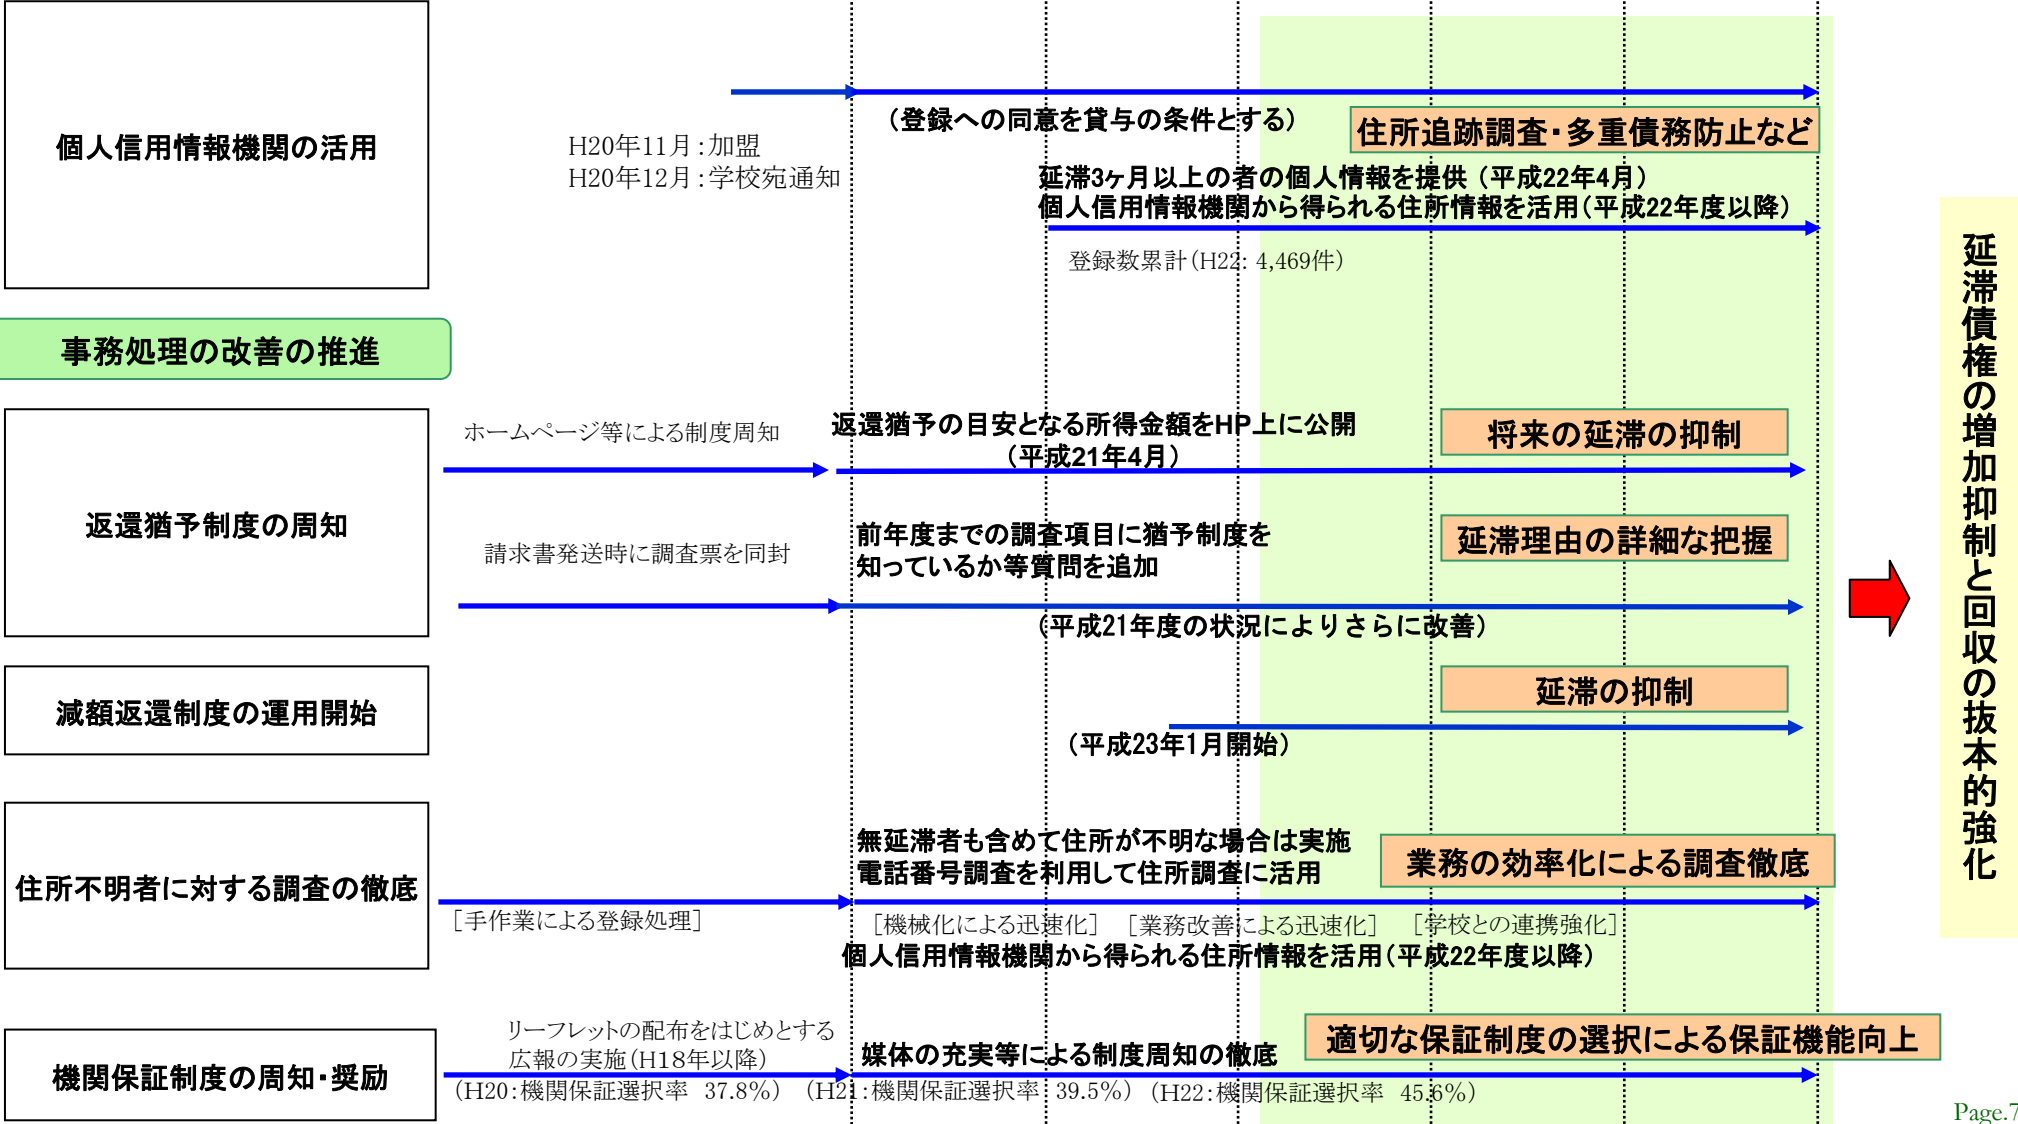 個人信用情報機関の活用
H20年11月：加盟
H20年12月：学校宛通知
（登録への同意を貸与の条件とする）
住所追跡調査・多重債務防止など
延滞3ヶ月以上の者の個人情報を提供（平成22年4月）
個人信用情報機関から得られる住所情報を活用（平成22年度以降）
登録数累計（H22: 4,469件）
事務処理の改善の推進
返還猶予制度の周知
ホームページ等による制度周知
返還猶予の目安となる所得金額をHP上に公開
（平成21年4月）
将来の延滞の抑制
請求書発送時に調査票を同封
前年度までの調査項目に猶予制度を
知っているか等質問を追加
延滞理由の詳細な把握
（平成21年度の状況によりさらに改善）
減額返還制度の運用開始
延滞の抑制
（平成23年1月開始）
住所不明者に対する調査の徹底
無延滞者も含めて住所が不明な場合は実施
電話番号調査を利用して住所調査に活用
業務の効率化による調査徹底
［手作業による登録処理］
［機械化による迅速化］
［業務改善による迅速化］
［学校との連携強化］
個人信用情報機関から得られる住所情報を活用（平成22年度以降）
機関保証制度の周知・奨励
リーフレットの配布をはじめとする
広報の実施（H18年以降）
媒体の充実等による制度周知の徹底
適切な保証制度の選択による保証機能向上
（H20：機関保証選択率 37.8％）
（H21：機関保証選択率 39.5％）
（H22：機関保証選択率 45.6％）
延滞債権の増加抑制と回収の抜本的強化
Page.7